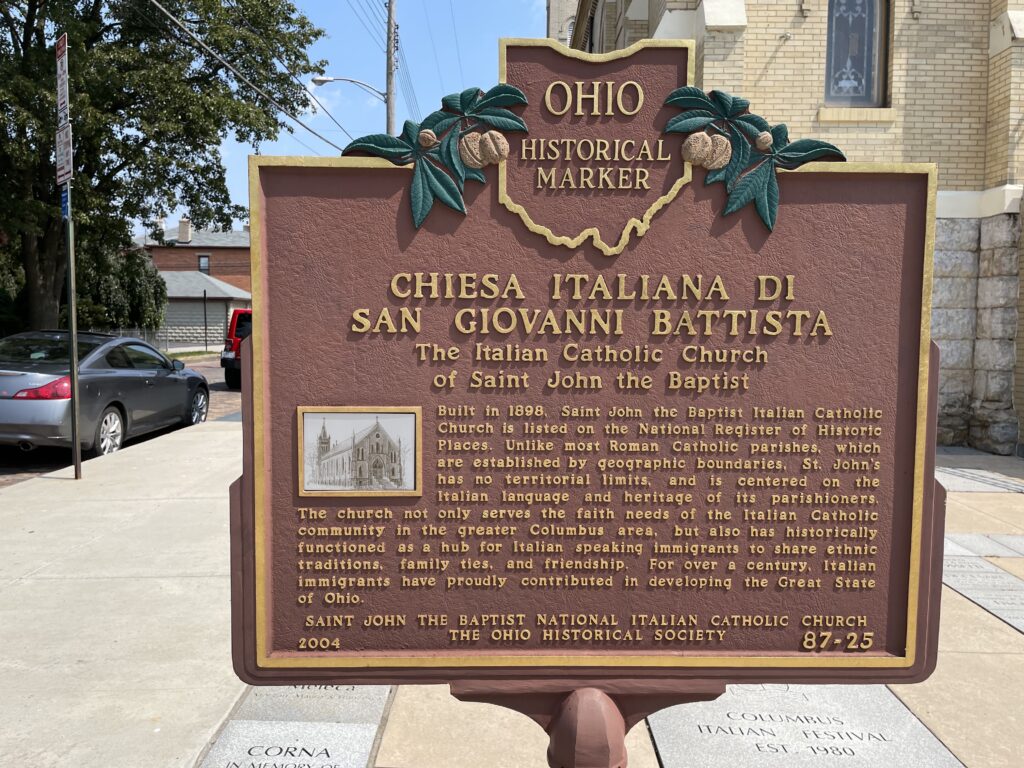 OHIO
HISTORICAL
MARKER
CHIESA ITALIANA DI
SAN GIOVANNI BATTISTA
The Italian Catholic Church
of Saint John the Baptist
Built in 1898, Saint John the Baptist Italian Catholic
Church is listed on the National Register of Historic
Places. Unlike most Roman Catholic parishes, which
are established by geographic boundaries, St. John's
has no territorial limits, and is centered on the
Italian language and heritage of its parishioners.
The church not only serves the faith needs of the Italian Catholic
community in the greater Columbus area, but also has historically
functioned as a hub for Italian speaking immigrants to share ethnic
traditions, family ties, and friendship. For over a century, Italian
immigrants have proudly contributed in developing the Great State
of Ohio.
SAINT JOHN THE BAPTIST NATIONAL ITALIAN CATHOLIC CHURCH
2004 THE OHIO HISTORICAL SOCIETY 87-25
CORNA
IN MEMORY OF
COLUMBUS
ITALIAN FESTIVAL
EST 1980